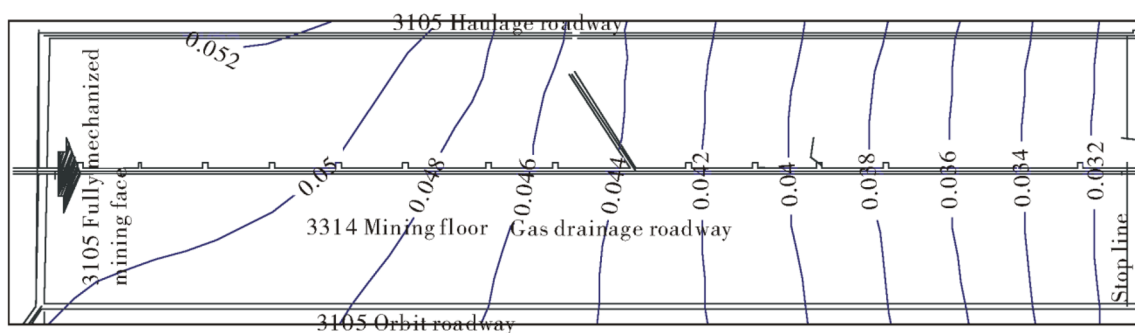 3105 Haulage roadway
0.052
3105 Fully mechanized
mining face
0.05
0.048
0.046
0.044
0.042
0.04
0.038
0.036
0.034
0.032
3314 Mining floor Gas drainage roadway
Stop line
3105 Orbit roadway